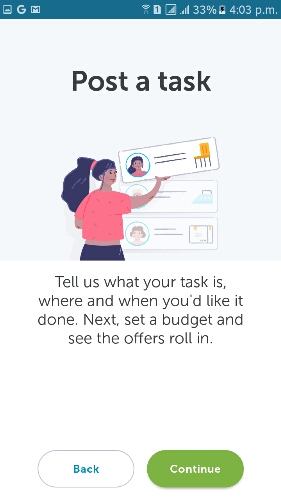 33% 4:03 p.m.
Post a task
Tell us what your task is,
where and when you'd like it
done. Next, set a budget and
see the offers roll in.
Back
Continue